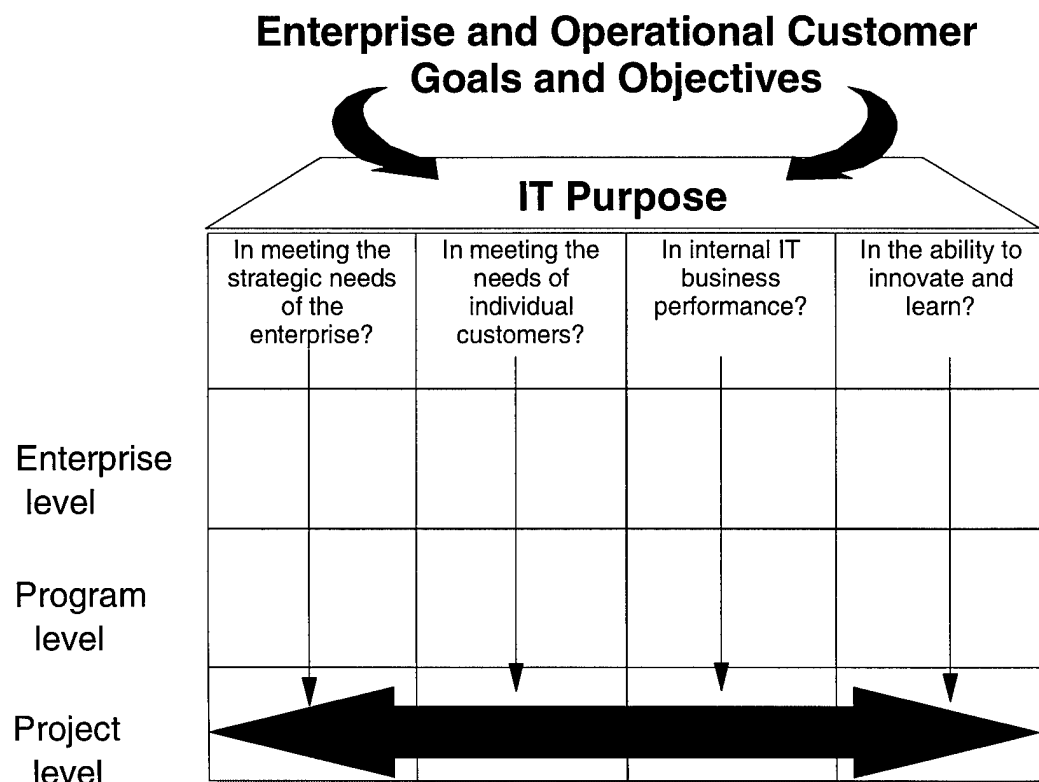 Enterprise and Operational Customer
Goals and Objectives
IT Purpose
In meeting the
strategic needs
of the
enterprise?
In meeting the
needs of
individual
customers?
In internal IT
business
performance?
In the ability to
innovate and
learn?
Enterprise
level
Program
level
Project
level